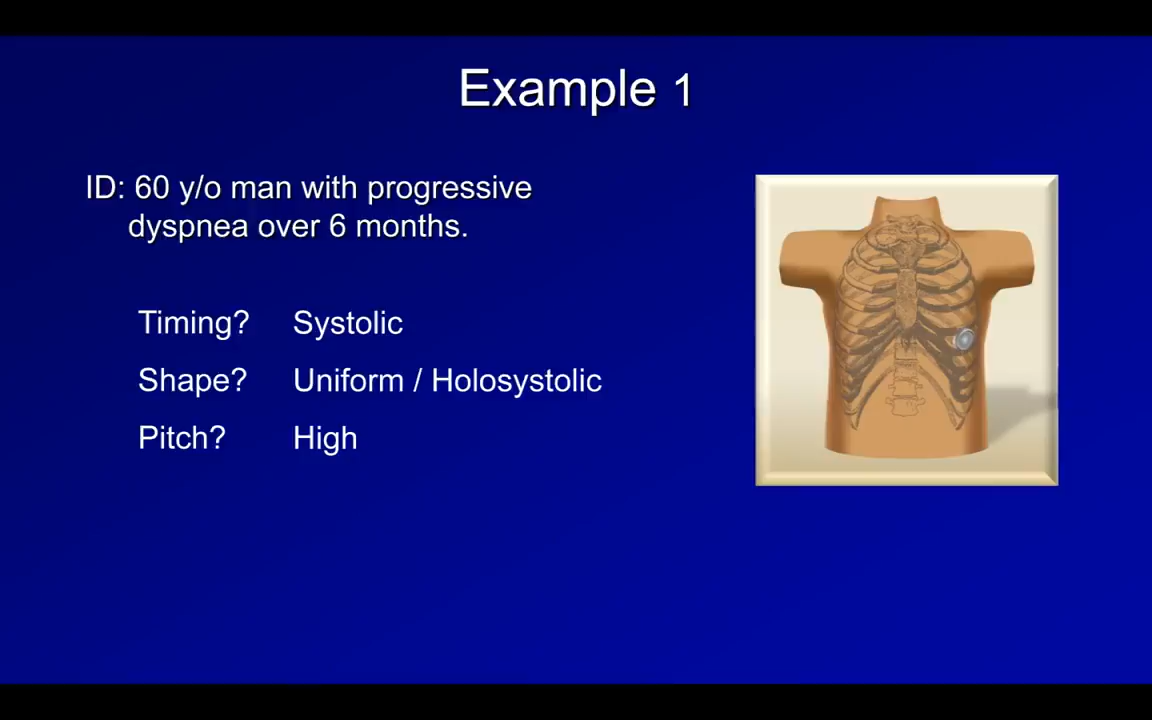 Example 1
ID: 60 y/o man with progressive
dyspnea over 6 months.
Timing? Systolic
Shape? Uniform / Holosystolic
Pitch? High